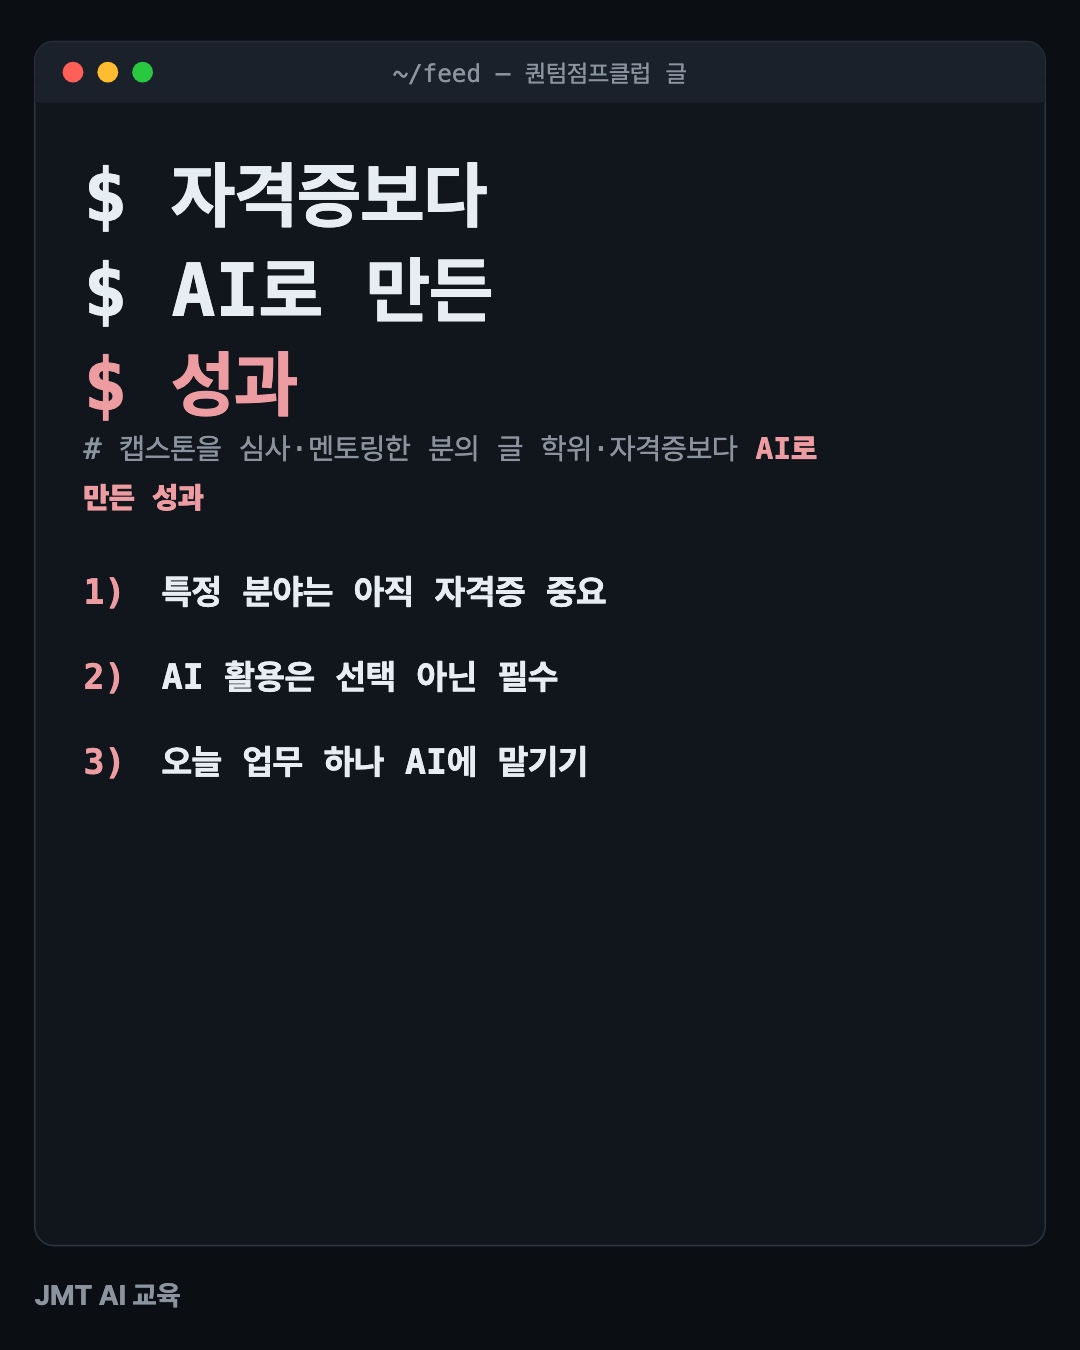 ~/feed — 퀀텀점프클럽 글
$ 자격증보다
$ AI로 만든
$ 성과
# 캡스톤을 심사·멘토링한 분의 글 학위·자격증보다 AI로
만든 성과
1) 특정 분야는 아직 자격증 중요
2) AI 활용은 선택 아닌 필수
3) 오늘 업무 하나 AI에 맡기기
JMT AI 교육